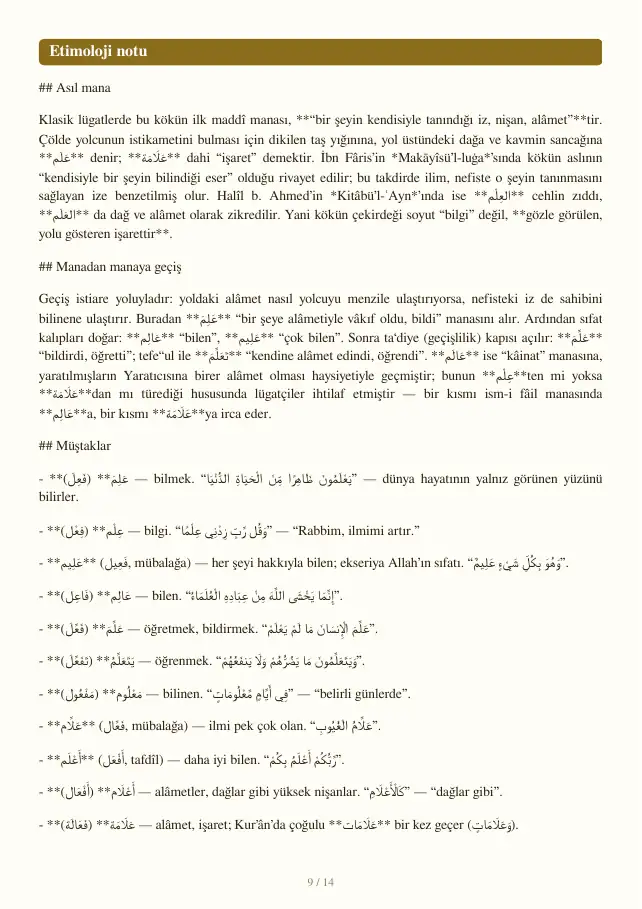 Etimoloji notu
## Asıl mana
Klasik lügatlerde bu kökün ilk maddî manası, **“bir şeyin kendisiyle tanındığı iz, nişan, alâmet”**tir.
Çölde yolcunun istikametini bulması için dikilen taş yığınına, yol üstündeki dağa ve kavmin sancağına
**عَلَم** denir; **عَلَامَة** dahi “işaret” demektir. İbn Fâris’in *Makāyîsü’l-luġa*’sında kökün aslının
“kendisiyle bir şeyin bilindiği eser” olduğu rivayet edilir; bu takdirde ilim, nefiste o şeyin tanınmasını
sağlayan ize benzetilmiş olur. Halîl b. Ahmed’in *Kitâbü’l-ʿAyn*’ında ise **العِلْم** cehlin zıddı,
**العَلَم** da dağ ve alâmet olarak zikredilir. Yani kökün çekirdeği soyut “bilgi” değil, **gözle görülen,
yolu gösteren işarettir**.
## Manadan manaya geçiş
Geçiş istiare yoluyladır: yoldaki alâmet nasıl yolcuyu menzile ulaştırıyorsa, nefisteki iz de sahibini
bilinene ulaştırır. Buradan **عَلِمَ** “bir şeye alâmetiyle vâkıf oldu, bildi” manasını alır. Ardından sıfat
kalıpları doğar: **عَالِم** “bilen”, **عَلِيم** “çok bilen”. Sonra ta‘diye (geçişlilik) kapısı açılır: **عَلَّمَ**
“bildirdi, öğretti”; tefe“ul ile **تَعَلَّمَ** “kendine alâmet edindi, öğrendi”. **عَالَم** ise “kâinat” manasına,
yaratılmışların Yaratıcısına birer alâmet olması haysiyetiyle geçmiştir; bunun **عِلْم**ten mi yoksa
**عَلَامَة**dan mı türediği hususunda lügatçiler ihtilaf etmiştir — bir kısmı ism-i fâil manasında
**عَالِم**a, bir kısmı **عَلَامَة**ya irca eder.
## Müştaklar
- **عَلِمَ** (فَعِلَ) — bilmek. “يَعْلَمُونَ ظَاهِرًا مِّنَ الْحَيَاةِ الدُّنْيَا” — dünya hayatının yalnız görünen yüzünü
bilirler.
- **عِلْم** (فِعْل) — bilgi. “وَقُل رَّبِّ زِدْنِي عِلْمًا” — “Rabbim, ilmimi artır.”
- **عَلِيم** (فَعِيل, mübalağa) — her şeyi hakkıyla bilen; ekseriya Allah’ın sıfatı. “وَهُوَ بِكُلِّ شَيْءٍ عَلِيمٌ”.
- **عَالِم** (فَاعِل) — bilen. “إِنَّمَا يَخْشَى اللَّهَ مِنْ عِبَادِهِ الْعُلَمَاءُ”.
- **عَلَّمَ** (فَعَّلَ) — öğretmek, bildirmek. “عَلَّمَ الْإِنسَانَ مَا لَمْ يَعْلَمْ”.
- **يَتَعَلَّمُ** (تَفَعَّلَ) — öğrenmek. “وَيَتَعَلَّمُونَ مَا يَضُرُّهُمْ وَلَا يَنفَعُهُمْ”.
- **مَعْلُوم** (مَفْعُول) — bilinen. “فِي أَيَّامٍ مَّعْلُومَاتٍ” — “belirli günlerde”.
- **عَلَّام** (فَعَّال, mübalağa) — ilmi pek çok olan. “عَلَّامُ الْغُيُوبِ”.
- **أَعْلَم** (أَفْعَل, tafdîl) — daha iyi bilen. “رَّبُّكُمْ أَعْلَمُ بِكُمْ”.
- **أَعْلَام** (أَفْعَال) — alâmetler, dağlar gibi yüksek nişanlar. “كَالْأَعْلَامِ” — “dağlar gibi”.
- **عَلَامَة** (فَعَالَة) — alâmet, işaret; Kur’ân’da çoğulu **عَلَامَات** bir kez geçer (وَعَلَامَاتٍ).
9 / 14